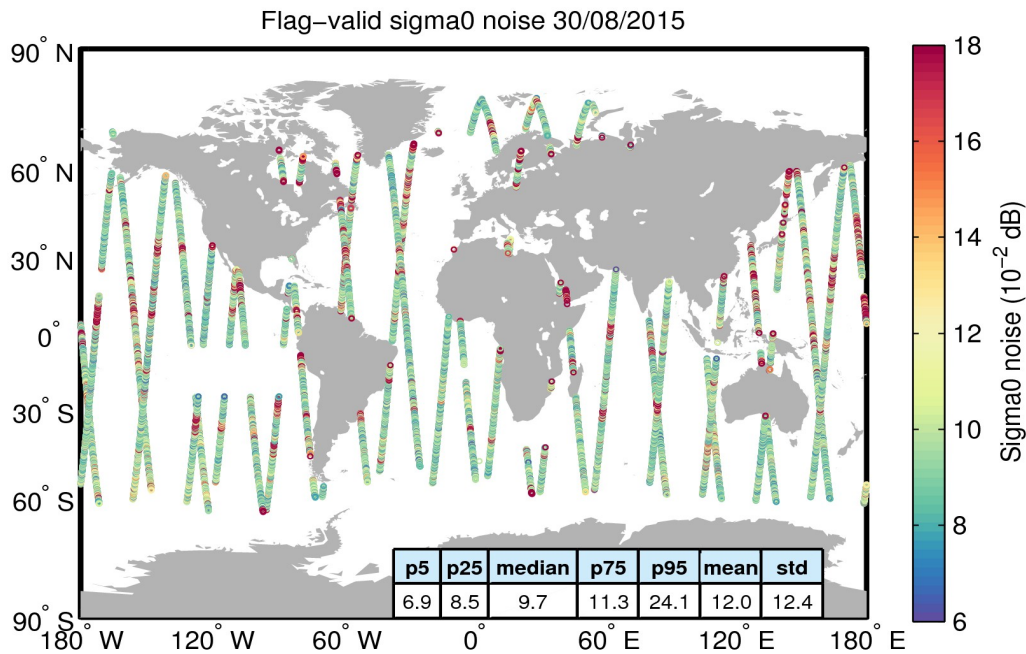 Flag−valid sigma0 noise 30/08/2015
90° N
60° N
30° N
0°
30° S
60° S
90° S
180° W
120° W
60° W
0°
60° E
120° E
180° E
p5 p25 median p75 p95 mean std
6.9 8.5 9.7 11.3 24.1 12.0 12.4
18
16
14
12
10
8
6
Sigma0 noise (10⁻² dB)